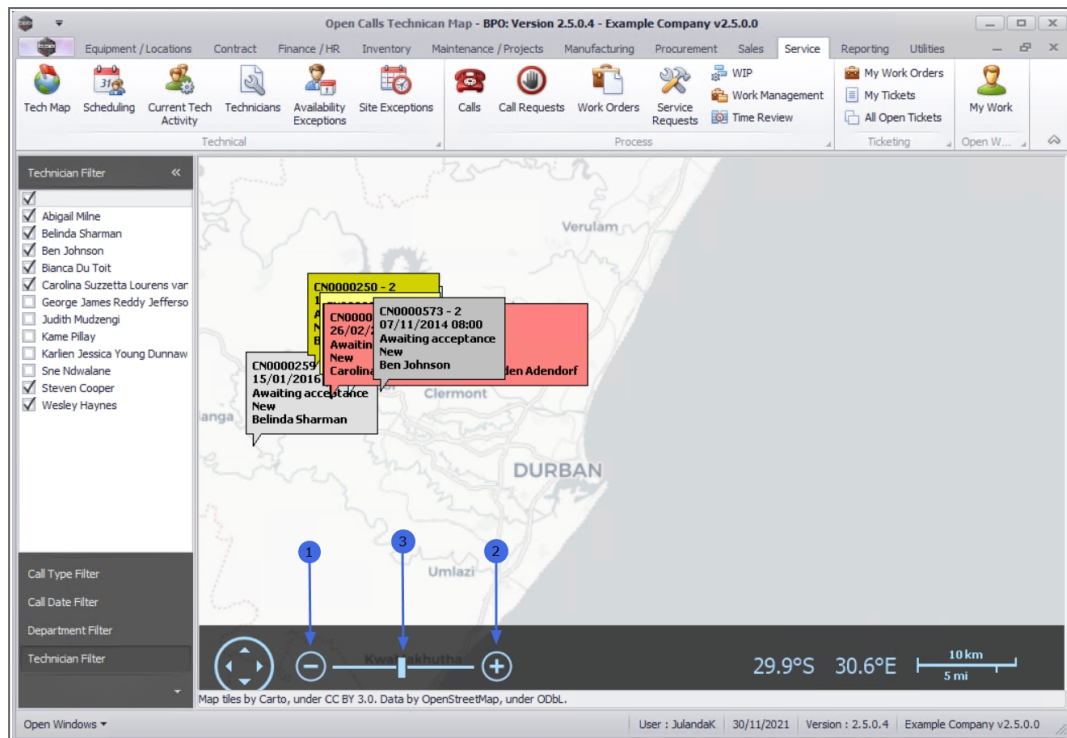 Open Calls Technican Map - BPO: Version 2.5.0.4 - Example Company v2.5.0.0
Equipment / Locations Contract Finance / HR Inventory Maintenance / Projects Manufacturing Procurement Sales Service Reporting Utilities
Tech Map
Scheduling
Current Tech
Activity
Technicians
Availability
Exceptions
Site Exceptions
Technical
Calls
Call Requests
Work Orders
Service
Requests
WIP
Work Management
Time Review
Process
My Work Orders
My Tickets
All Open Tickets
Ticketing
My Work
Open W...
Technician Filter
Abigail Milne
Belinda Sharman
Ben Johnson
Bianca Du Toit
Carolina Suzzetta Lourens var
George James Reddy Jefferso
Judith Mudzengi
Kame Pillay
Karlien Jessica Young Dunnaw
Sne Ndwalane
Steven Cooper
Wesley Haynes
Call Type Filter
Call Date Filter
Department Filter
Technician Filter
Verulam
CN0000250 - 2
CN0000
26/02/2
Awaitin
New
Carolina
den Adendorf
CN0000573 - 2
07/11/2014 08:00
Awaiting acceptance
New
Ben Johnson
CN0000259
15/01/2016
Awaiting acceptance
New
Belinda Sharman
Clermont
anga
DURBAN
Umlazi
1
3
2
29.9°S 30.6°E
10 km
5 mi
Map tiles by Carto, under CC BY 3.0. Data by OpenStreetMap, under ODbL.
Open Windows
User : JulandaK 30/11/2021 Version : 2.5.0.4 Example Company v2.5.0.0